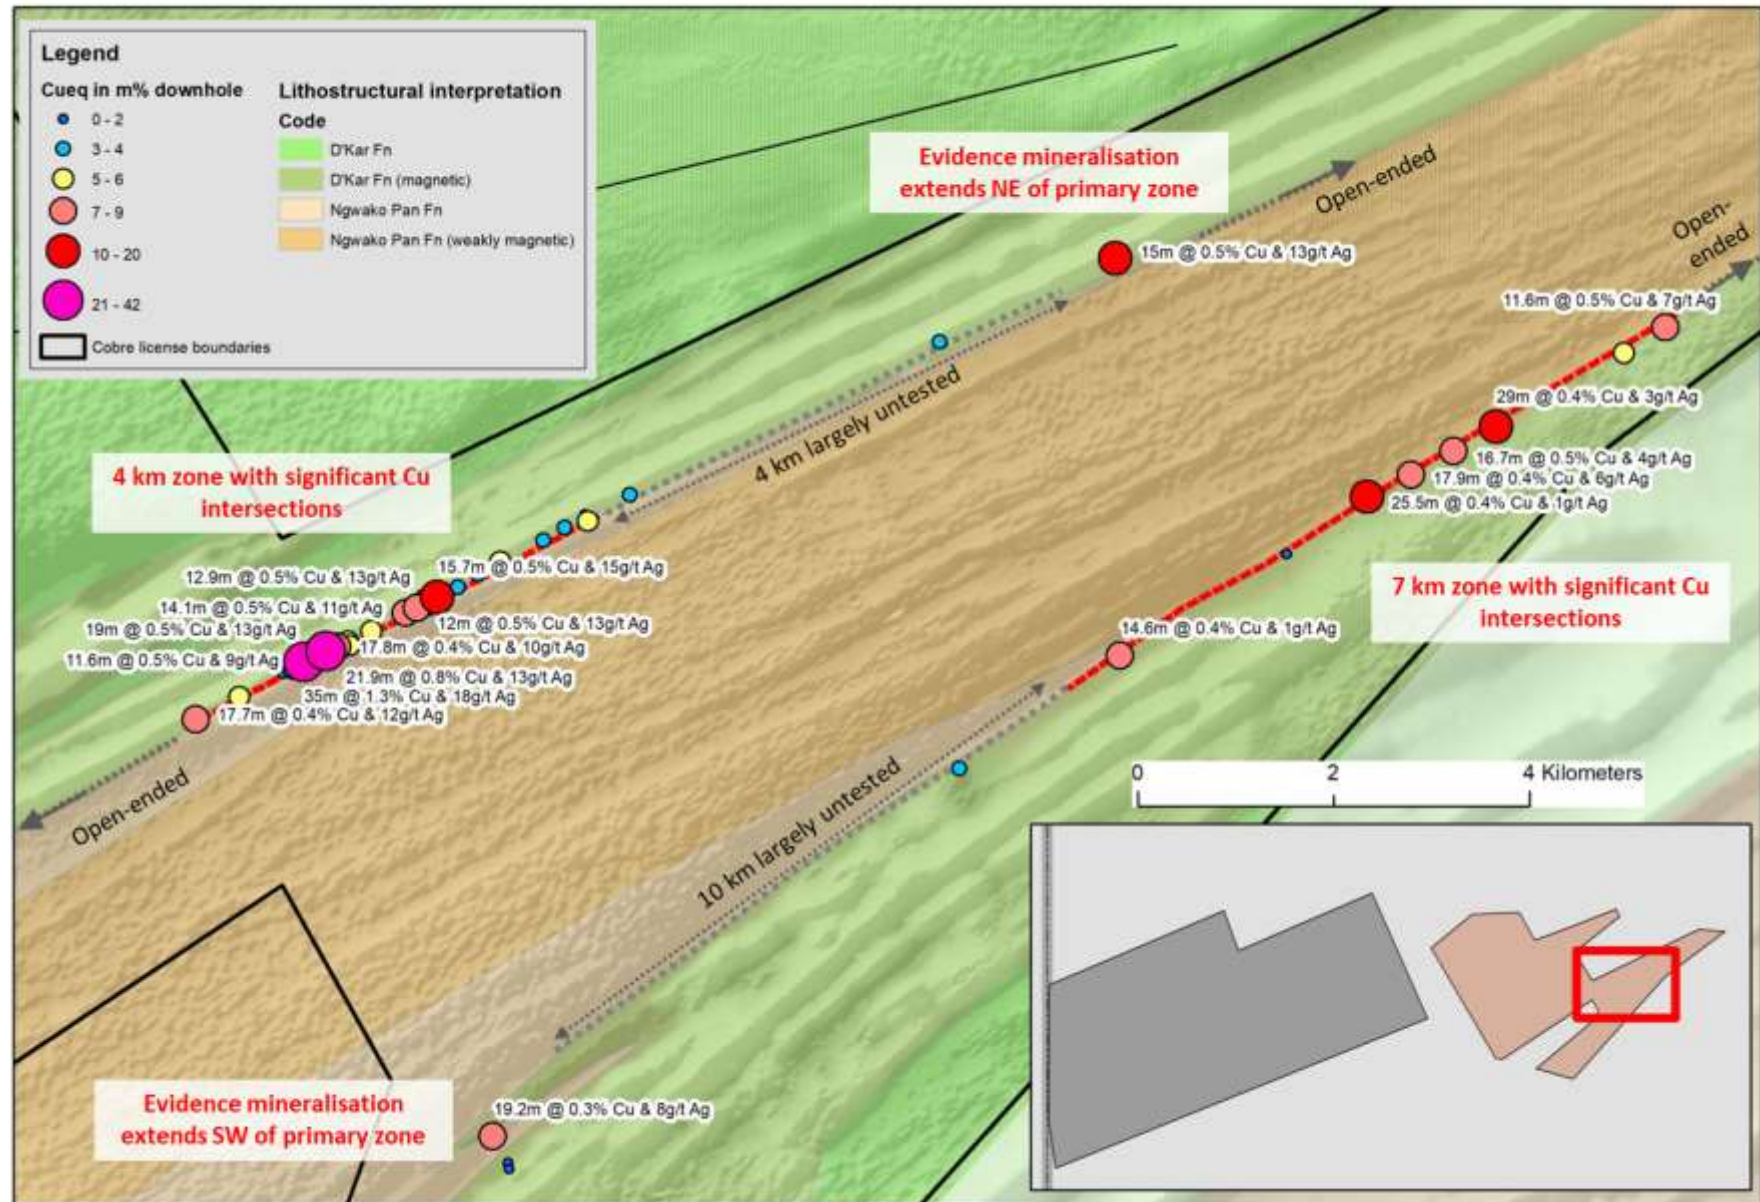 Legend
Cueq in m% downhole
0 - 2
3 - 4
5 - 6
7 - 9
10 - 20
21 - 42
Cobre license boundaries
Lithostructural interpretation
Code
D'Kar Fn
D'Kar Fn (magnetic)
Ngwako Pan Fn
Ngwako Pan Fn (weakly magnetic)
Evidence mineralisation
extends NE of primary zone
Open-ended
Open-
ended
15m @ 0.5% Cu & 13g/t Ag
11.6m @ 0.5% Cu & 7g/t Ag
29m @ 0.4% Cu & 3g/t Ag
16.7m @ 0.5% Cu & 4g/t Ag
17.9m @ 0.4% Cu & 6g/t Ag
25.5m @ 0.4% Cu & 1g/t Ag
4 km largely untested
4 km zone with significant Cu
intersections
15.7m @ 0.5% Cu & 15g/t Ag
12.9m @ 0.5% Cu & 13g/t Ag
14.1m @ 0.5% Cu & 11g/t Ag
12m @ 0.5% Cu & 13g/t Ag
19m @ 0.5% Cu & 13g/t Ag
17.8m @ 0.4% Cu & 10g/t Ag
11.6m @ 0.5% Cu & 9g/t Ag
21.9m @ 0.8% Cu & 13g/t Ag
35m @ 1.3% Cu & 18g/t Ag
17.7m @ 0.4% Cu & 12g/t Ag
Open-ended
7 km zone with significant Cu
intersections
14.6m @ 0.4% Cu & 1g/t Ag
10 km largely untested
0 2 4 Kilometers
Evidence mineralisation
extends SW of primary zone
19.2m @ 0.3% Cu & 8g/t Ag